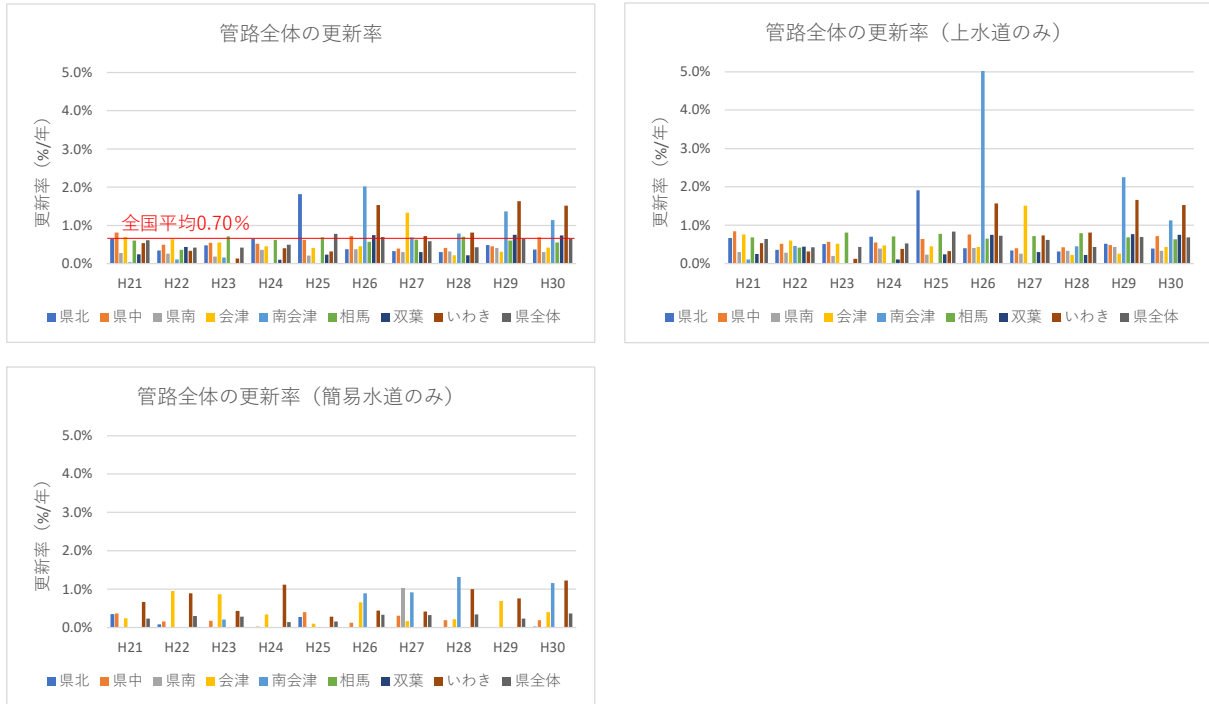 管路全体の更新率
更新率（%/年）
5.0%
4.0%
3.0%
2.0%
1.0%
0.0%
全国平均0.70%
H21 H22 H23 H24 H25 H26 H27 H28 H29 H30
県北 県中 県南 会津 南会津 相馬 双葉 いわき 県全体
管路全体の更新率（上水道のみ）
更新率（%/年）
5.0%
4.0%
3.0%
2.0%
1.0%
0.0%
H21 H22 H23 H24 H25 H26 H27 H28 H29 H30
県北 県中 県南 会津 南会津 相馬 双葉 いわき 県全体
管路全体の更新率（簡易水道のみ）
更新率（%/年）
5.0%
4.0%
3.0%
2.0%
1.0%
0.0%
H21 H22 H23 H24 H25 H26 H27 H28 H29 H30
県北 県中 県南 会津 南会津 相馬 双葉 いわき 県全体